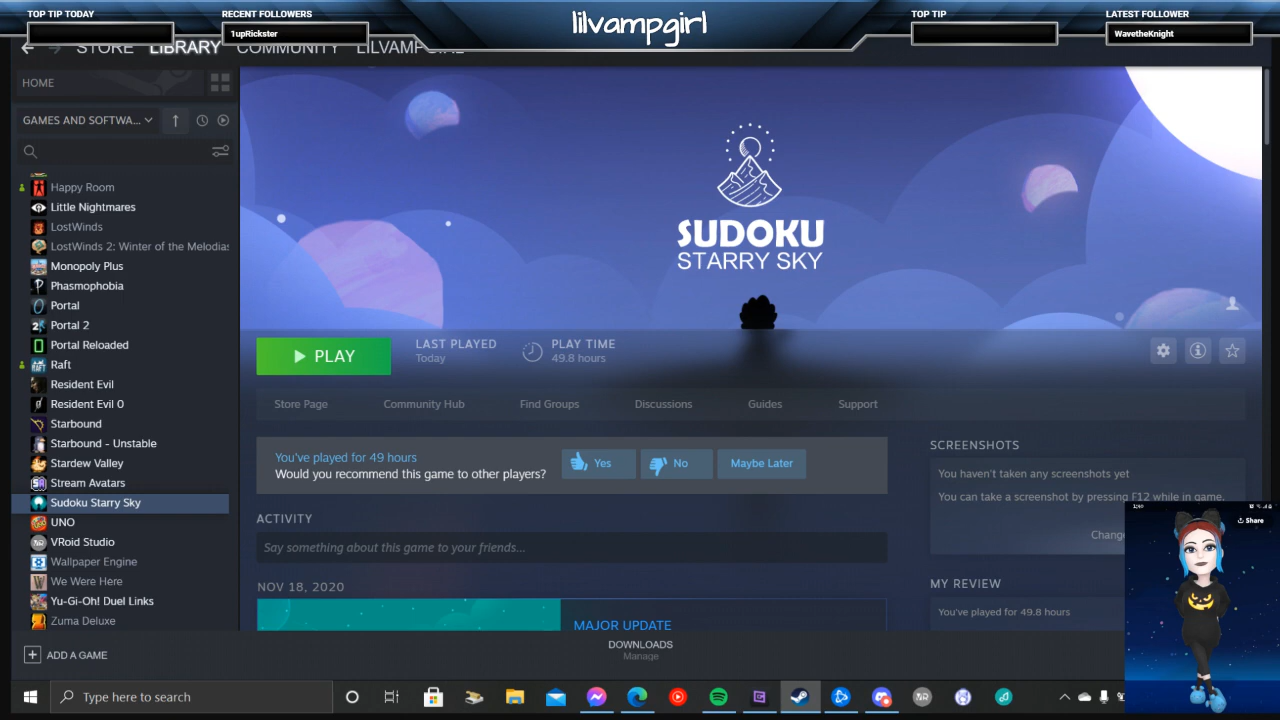 TOP TIP TODAY
RECENT FOLLOWERS
1upRickster
lilvampgirl
TOP TIP
LATEST FOLLOWER
WavetheKnight
STORE LIBRARY COMMUNITY
HOME
GAMES AND SOFTWA...
Happy Room
Little Nightmares
LostWinds
LostWinds 2: Winter of the Melodias
Monopoly Plus
Phasmophobia
Portal
Portal 2
Portal Reloaded
Raft
Resident Evil
Resident Evil 0
Starbound
Starbound - Unstable
Stardew Valley
Stream Avatars
Sudoku Starry Sky
UNO
VRoid Studio
Wallpaper Engine
We Were Here
Yu-Gi-Oh! Duel Links
Zuma Deluxe
ADD A GAME
SUDOKU
STARRY SKY
PLAY
LAST PLAYED
Today
PLAY TIME
49.8 hours
Store Page
Community Hub
Find Groups
Discussions
Guides
Support
You've played for 49 hours
Would you recommend this game to other players?
Yes
No
Maybe Later
ACTIVITY
Say something about this game to your friends...
NOV 18, 2020
MAJOR UPDATE
SCREENSHOTS
You haven't taken any screenshots yet
You can take a screenshot by pressing F12 while in game.
MY REVIEW
You've played for 49.8 hours
Share
DOWNLOADS
Manage
Type here to search